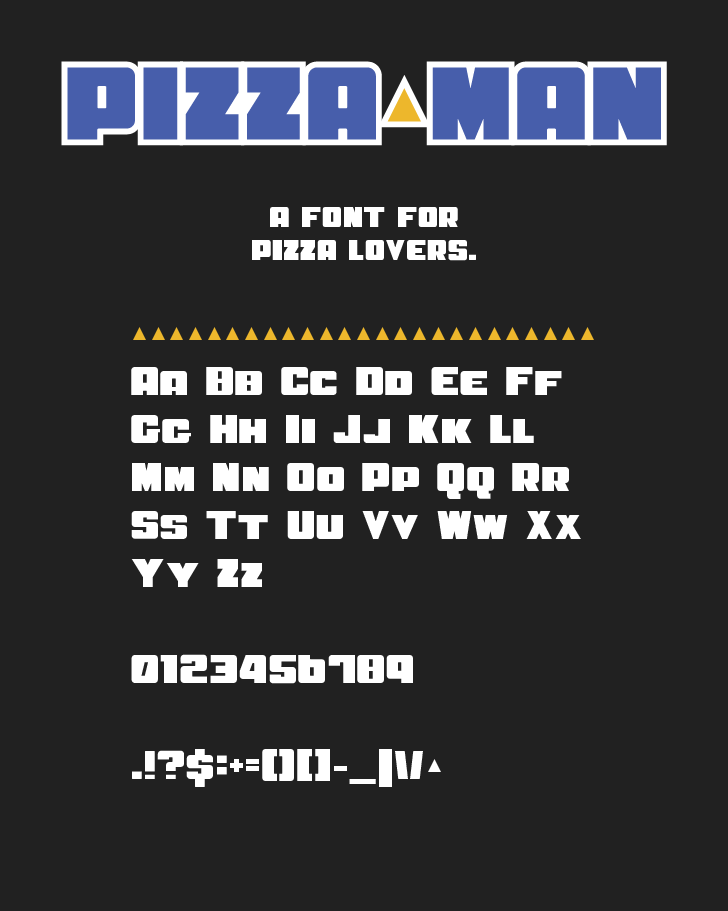 PIZZA▲MAN
A FONT FOR
PIZZA LOVERS.
▲▲▲▲▲▲▲▲▲▲▲▲▲▲▲▲▲▲▲▲▲▲▲▲▲
Aa Bb Cc Dd Ee Ff
Gg Hh Ii Jj Kk Ll
Mm Nn Oo Pp Qq Rr
Ss Tt Uu Vv Ww Xx
Yy Zz
0123456789
.!?$:+=()[]-_|\/▲